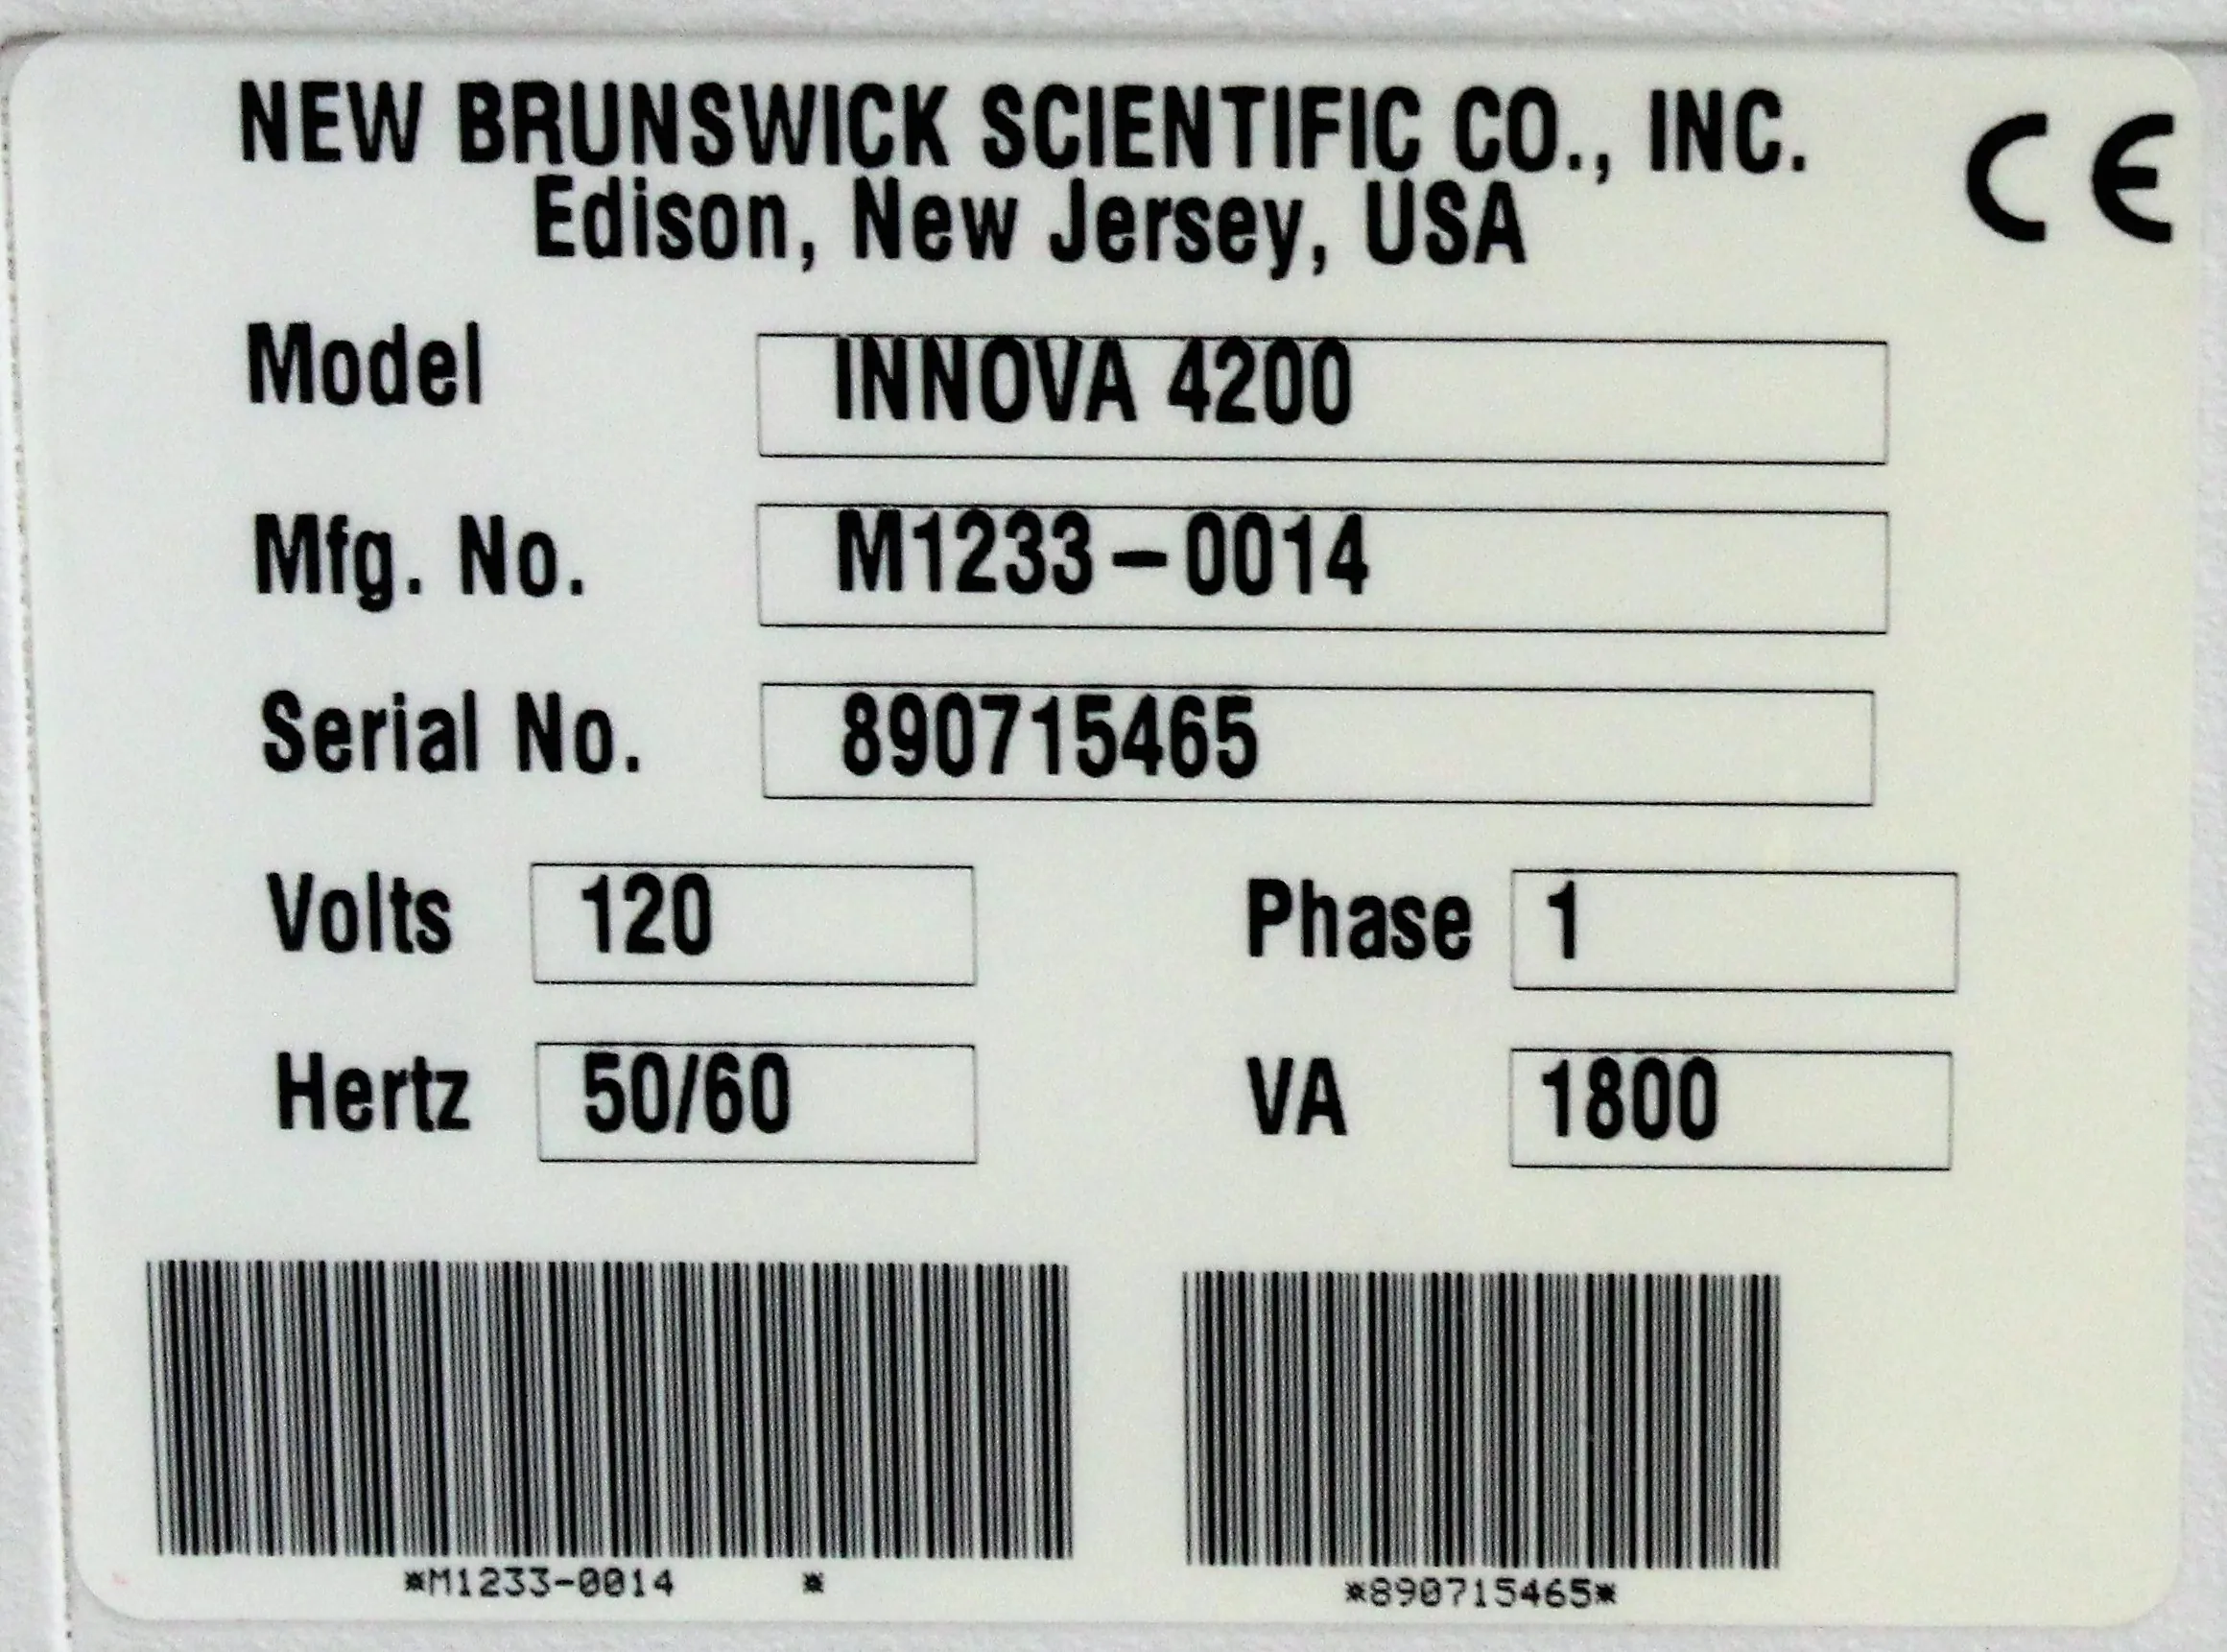 NEW BRUNSWICK SCIENTIFIC CO., INC.
CE
Edison, New Jersey, USA
Model INNOVA 4200
Mfg. No. M1233-0014
Serial No. 890715465
Volts 120 Phase 1
Hertz 50/60 VA 1800
*M1233-0014 * *890715465*